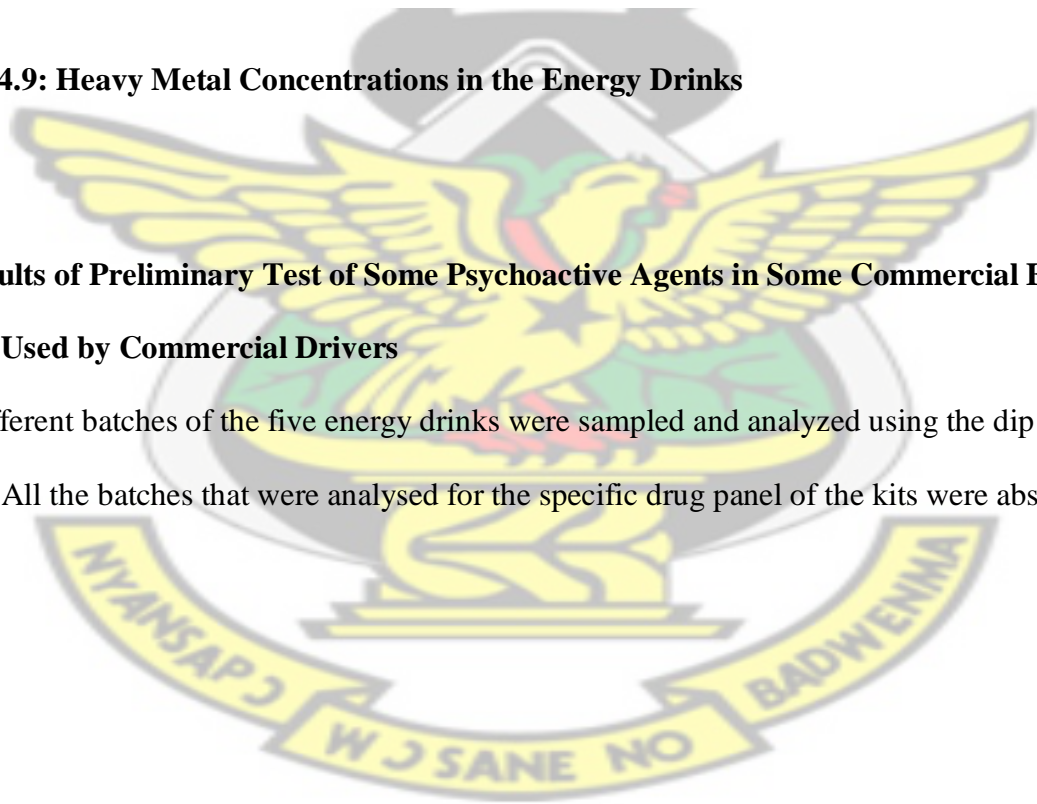 4.9: Heavy Metal Concentrations in the Energy Drinks
ults of Preliminary Test of Some Psychoactive Agents in Some Commercial
Used by Commercial Drivers
fferent batches of the five energy drinks were sampled and analyzed using the dip
All the batches that were analysed for the specific drug panel of the kits were abs
NYANSAPƆ
WƆSANE NO
BADWENMA